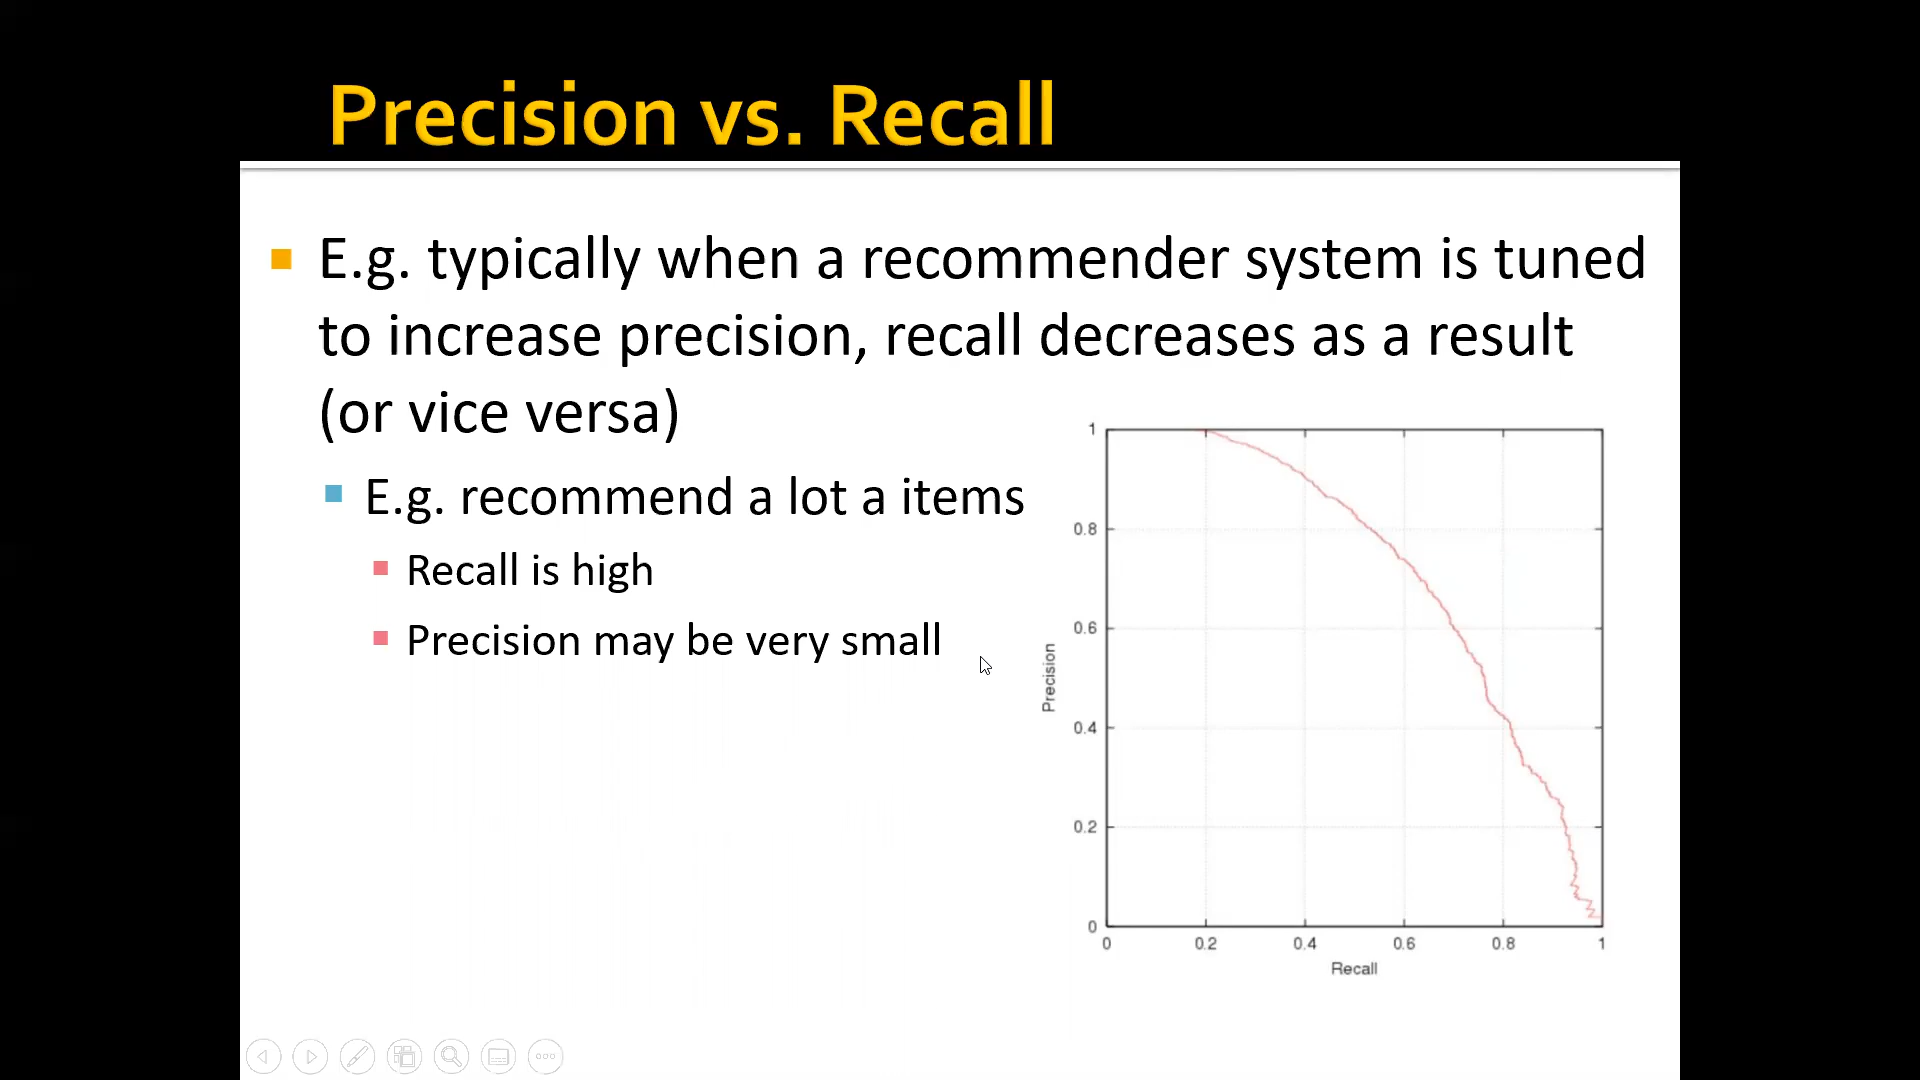 Precision vs. Recall
E.g. typically when a recommender system is tuned
to increase precision, recall decreases as a result
(or vice versa)
E.g. recommend a lot a items
Recall is high
Precision may be very small
1
0.8
0.6
0.4
0.2
0
Precision
0 0.2 0.4 0.6 0.8 1
Recall